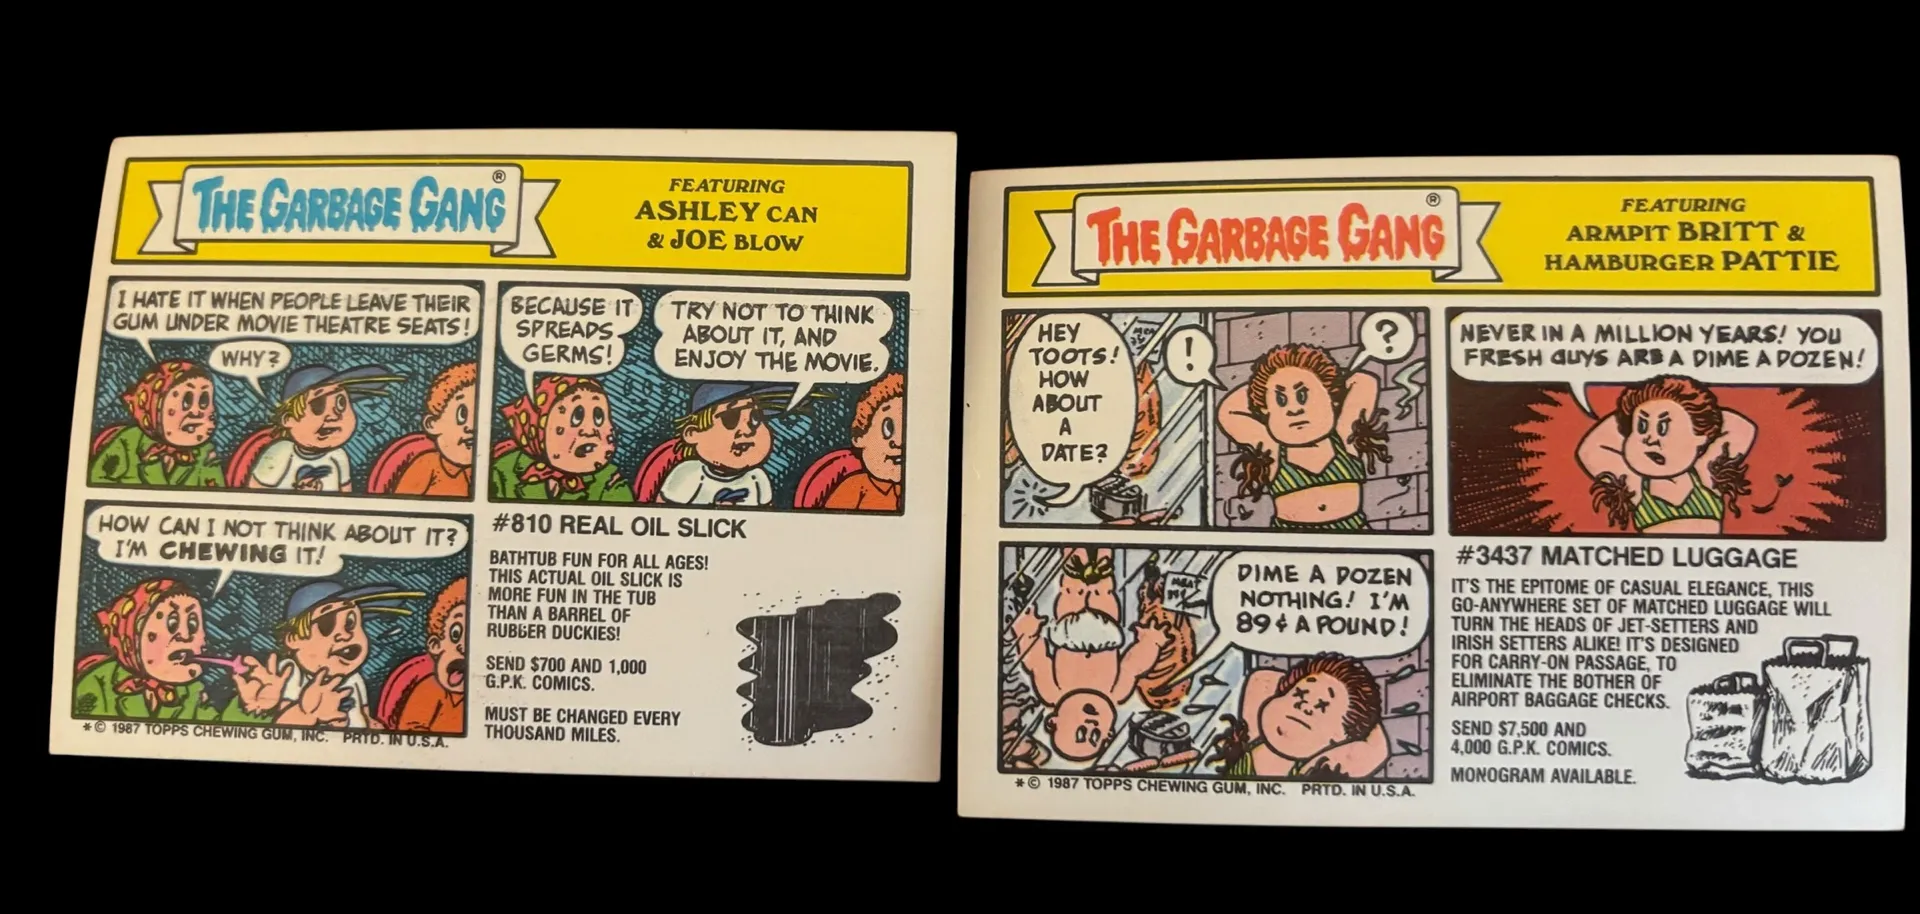 THE GARBAGE GANG®
FEATURING
ASHLEY CAN
& JOE BLOW
I HATE IT WHEN PEOPLE LEAVE THEIR
GUM UNDER MOVIE THEATRE SEATS!
WHY?
BECAUSE IT
SPREADS
GERMS!
TRY NOT TO THINK
ABOUT IT, AND
ENJOY THE MOVIE.
HOW CAN I NOT THINK ABOUT IT?
I'M CHEWING IT!
#810 REAL OIL SLICK
BATHTUB FUN FOR ALL AGES!
THIS ACTUAL OIL SLICK IS
MORE FUN IN THE TUB
THAN A BARREL OF
RUBBER DUCKIES!
SEND $700 AND 1,000
G.P.K. COMICS.
MUST BE CHANGED EVERY
THOUSAND MILES.
*© 1987 TOPPS CHEWING GUM, INC. PRTD. IN U.S.A.
THE GARBAGE GANG®
FEATURING
ARMPIT BRITT &
HAMBURGER PATTIE
HEY
TOOTS!
HOW
ABOUT
A
DATE?
!
?
NEVER IN A MILLION YEARS! YOU
FRESH GUYS ARE A DIME A DOZEN!
DIME A DOZEN
NOTHING! I'M
89¢ A POUND!
#3437 MATCHED LUGGAGE
IT'S THE EPITOME OF CASUAL ELEGANCE, THIS
GO-ANYWHERE SET OF MATCHED LUGGAGE WILL
TURN THE HEADS OF JET-SETTERS AND
IRISH SETTERS ALIKE! IT'S DESIGNED
FOR CARRY-ON PASSAGE, TO
ELIMINATE THE BOTHER OF
AIRPORT BAGGAGE CHECKS.
SEND $7,500 AND
4,000 G.P.K. COMICS.
MONOGRAM AVAILABLE.
*© 1987 TOPPS CHEWING GUM, INC. PRTD. IN U.S.A.